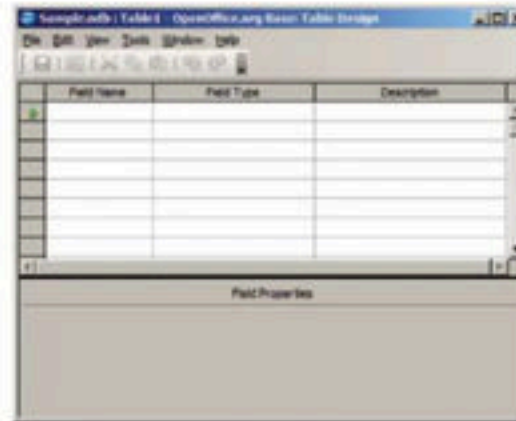 Sample.odb : Table1 - OpenOffice.org Base: Table Design
File Edit View Tools Window Help
Field Name Field Type Description
Field Properties